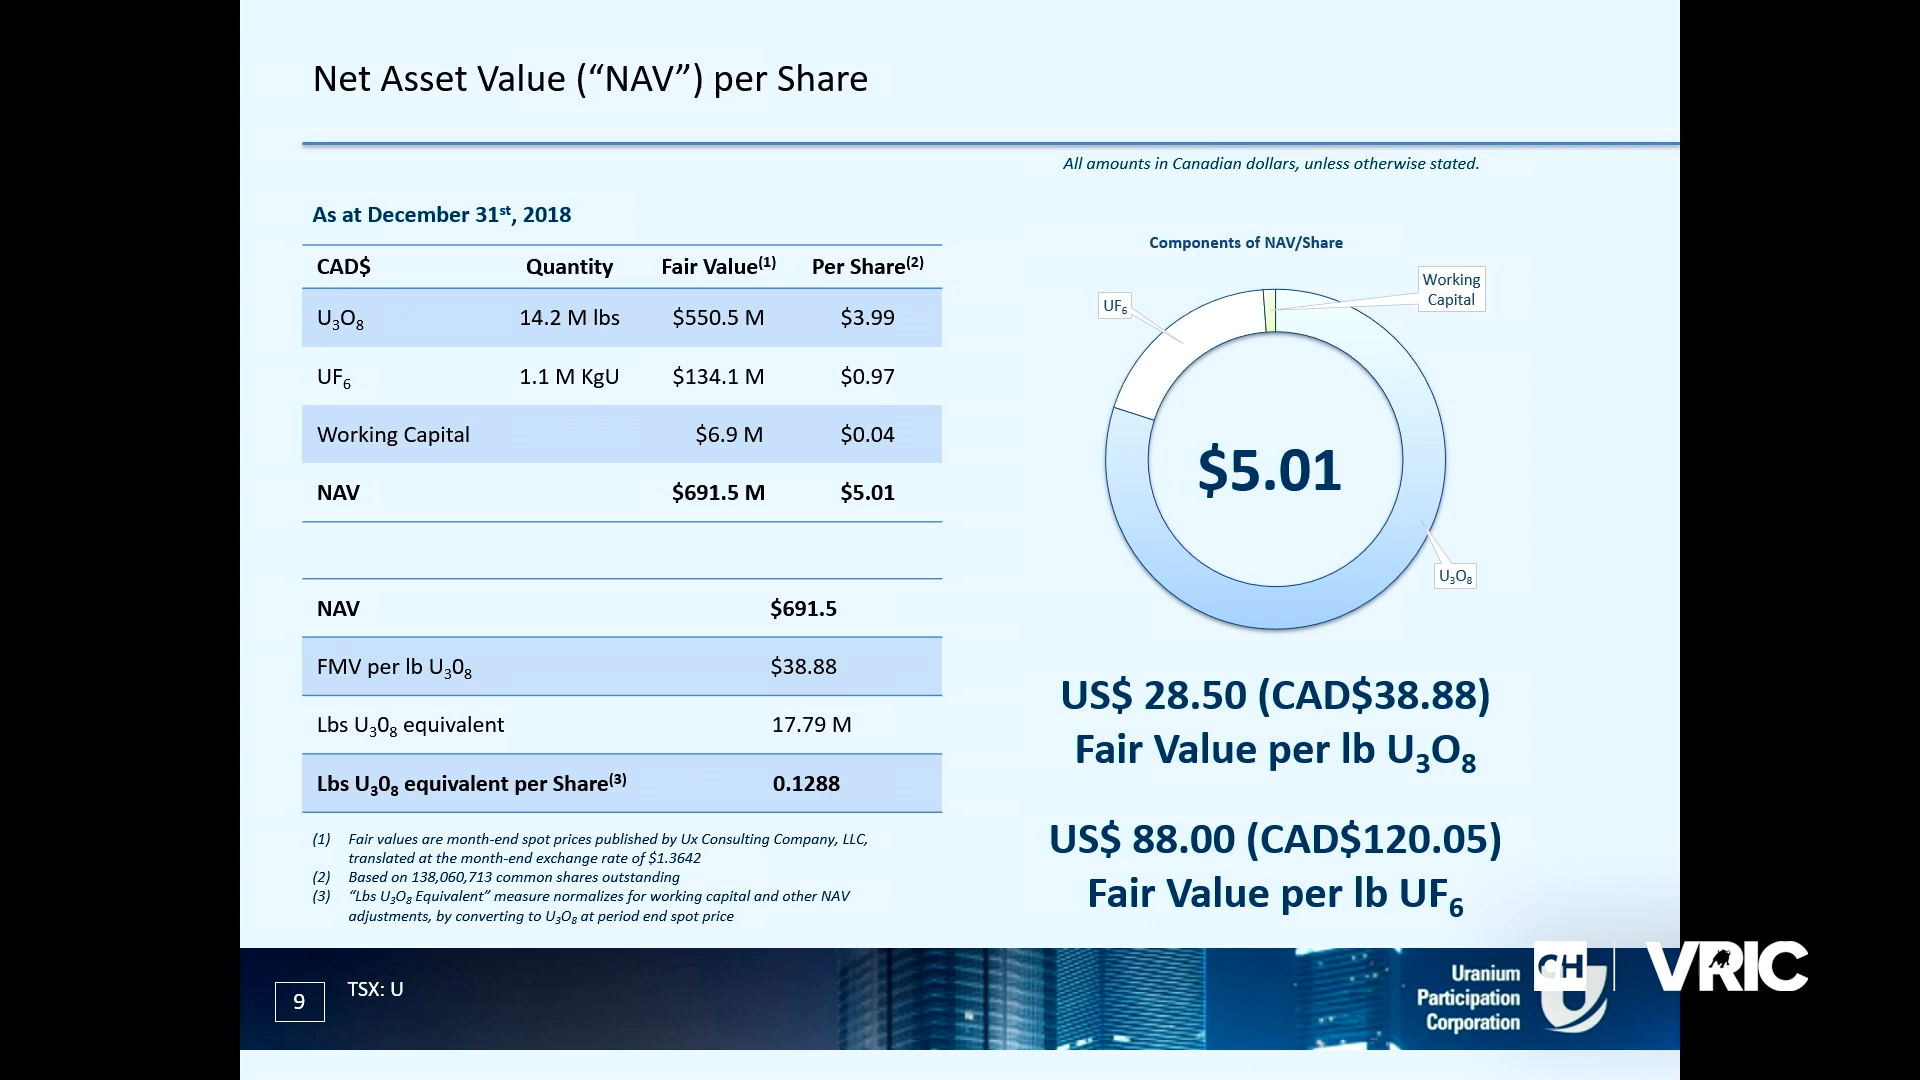 Net Asset Value (“NAV”) per Share
All amounts in Canadian dollars, unless otherwise stated.
As at December 31st, 2018
CAD$ Quantity Fair Value(1) Per Share(2)
U3O8 14.2 M lbs $550.5 M $3.99
UF6 1.1 M KgU $134.1 M $0.97
Working Capital $6.9 M $0.04
NAV $691.5 M $5.01
NAV $691.5
FMV per lb U308 $38.88
Lbs U308 equivalent 17.79 M
Lbs U308 equivalent per Share(3) 0.1288
(1) Fair values are month-end spot prices published by Ux Consulting Company, LLC,
translated at the month-end exchange rate of $1.3642
(2) Based on 138,060,713 common shares outstanding
(3) “Lbs U3O8 Equivalent” measure normalizes for working capital and other NAV
adjustments, by converting to U3O8 at period end spot price
Components of NAV/Share
Working
Capital
UF6
$5.01
U3O8
US$ 28.50 (CAD$38.88)
Fair Value per lb U3O8
US$ 88.00 (CAD$120.05)
Fair Value per lb UF6
9
TSX: U
Uranium
Participation
Corporation
CH
VRIC